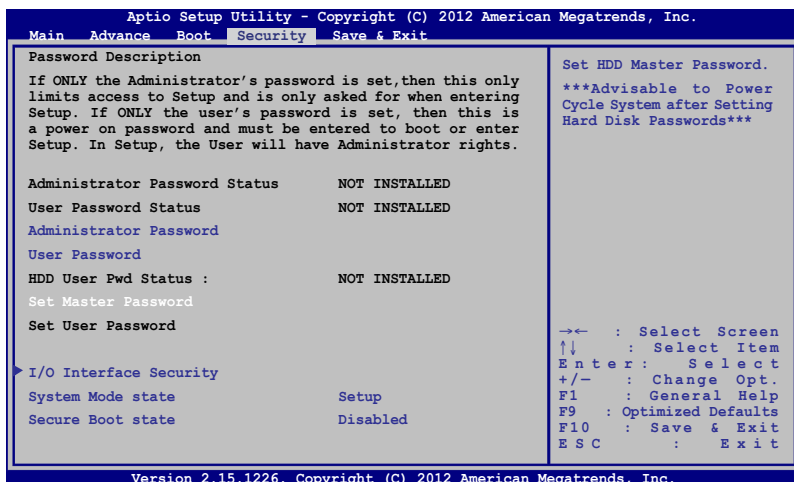 Aptio Setup Utility - Copyright (C) 2012 American Megatrends, Inc.
Main Advance Boot Security Save & Exit
Password Description
If ONLY the Administrator's password is set,then this only
limits access to Setup and is only asked for when entering
Setup. If ONLY the user's password is set, then this is
a power on password and must be entered to boot or enter
Setup. In Setup, the User will have Administrator rights.
Administrator Password Status NOT INSTALLED
User Password Status NOT INSTALLED
Administrator Password
User Password
HDD User Pwd Status : NOT INSTALLED
Set Master Password
Set User Password
I/O Interface Security
System Mode state Setup
Secure Boot state Disabled
Set HDD Master Password.
***Advisable to Power
Cycle System after Setting
Hard Disk Passwords***
→← : Select Screen
↑↓ : Select Item
Enter: Select
+/— : Change Opt.
F1 : General Help
F9 : Optimized Defaults
F10 : Save & Exit
ESC : Exit
Version 2.15.1226. Copyright (C) 2012 American Megatrends, Inc.